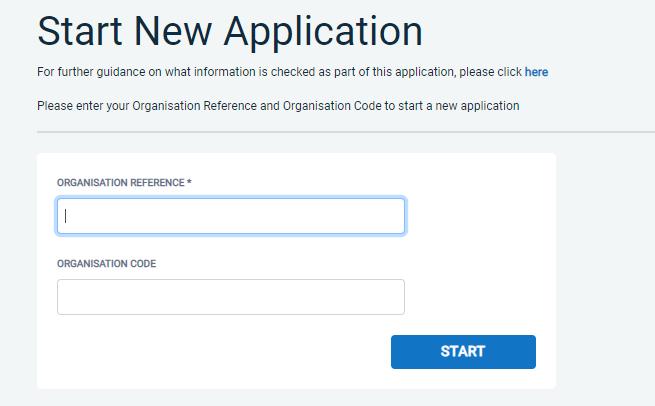 Start New Application
For further guidance on what information is checked as part of this application, please click here
Please enter your Organisation Reference and Organisation Code to start a new application
ORGANISATION REFERENCE *
ORGANISATION CODE
START